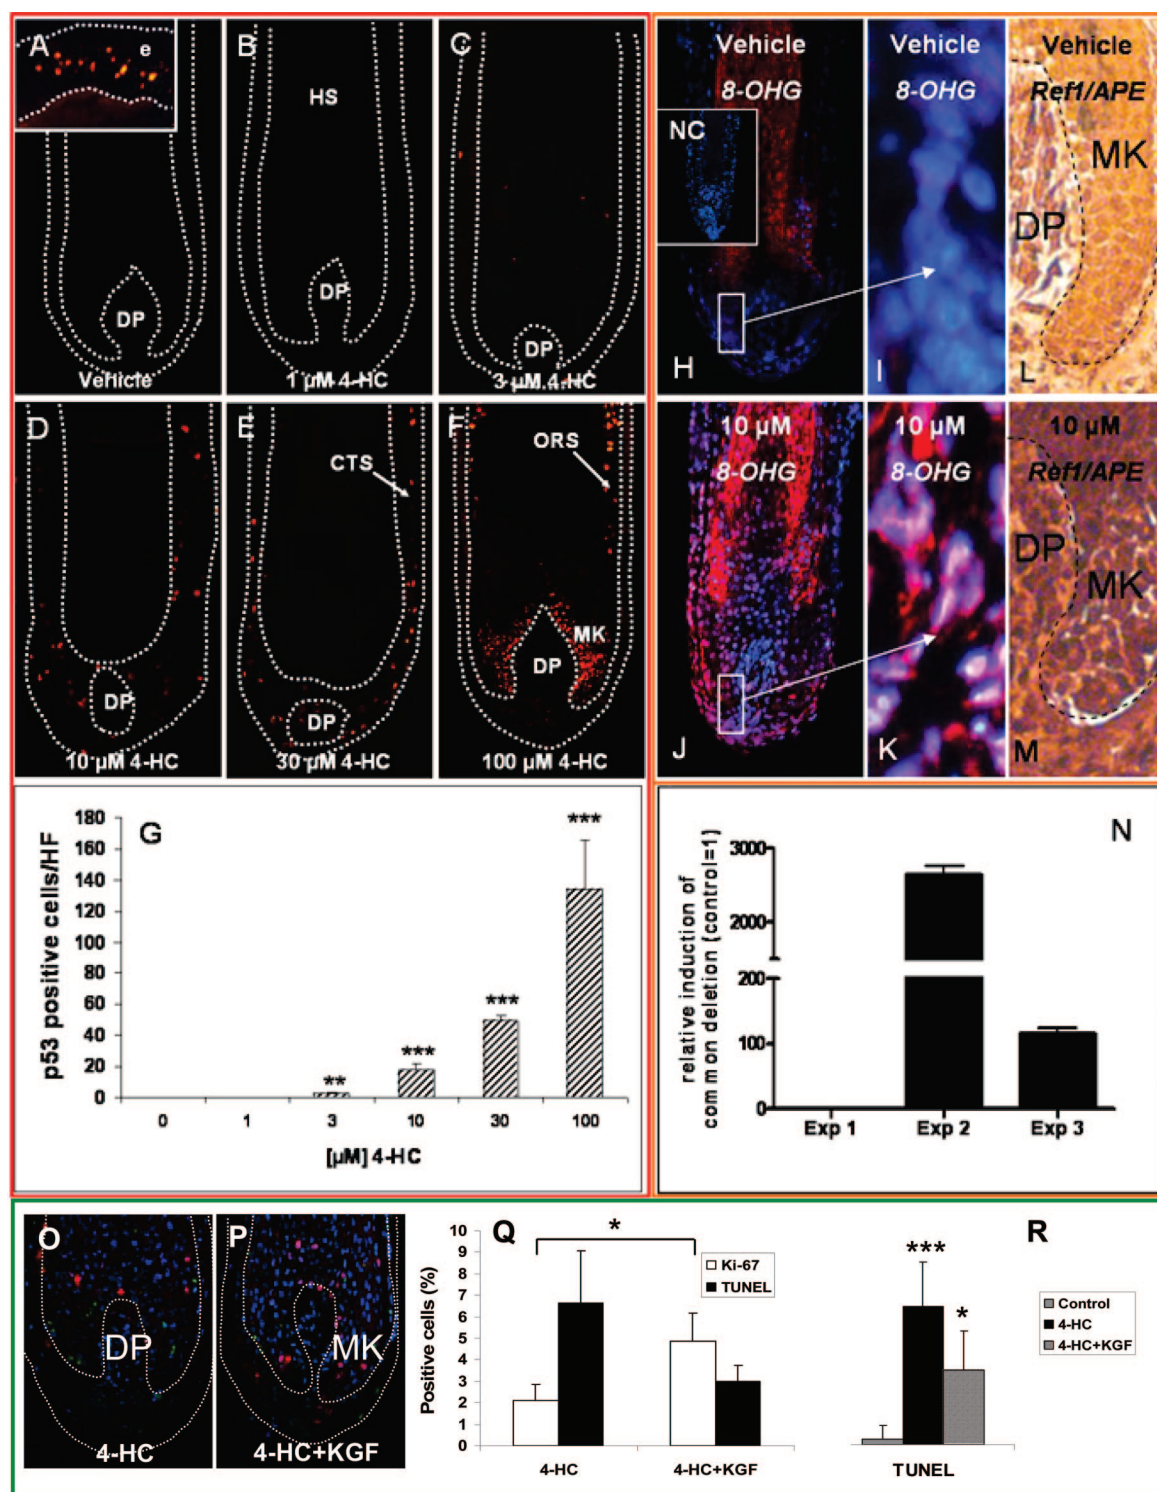 A
e
DP
Vehicle
B
HS
DP
1 µM 4-HC
C
DP
3 µM 4-HC
D
DP
10 µM 4-HC
E
CTS
DP
30 µM 4-HC
F
ORS
MK
DP
100 µM 4-HC
Vehicle
8-OHG
NC
H
Vehicle
8-OHG
I
Vehicle
Ref1/APE
MK
DP
L
10 µM
8-OHG
J
10 µM
8-OHG
K
10 µM
Ref1/APE
DP
MK
M
G
p53 positive cells/HF
180
160
140
120
100
80
60
40
20
0
**
***
***
***
0 1 3 10 30 100
[µM] 4-HC
N
relative induction of
common deletion (control=1)
3000
2000
200
100
0
Exp 1 Exp 2 Exp 3
O
DP
4-HC
P
MK
4-HC+KGF
Q
Positive cells (%)
10
9
8
7
6
5
4
3
2
1
0
*
Ki-67
TUNEL
4-HC 4-HC+KGF
***
*
TUNEL
R
Control
4-HC
4-HC+KGF